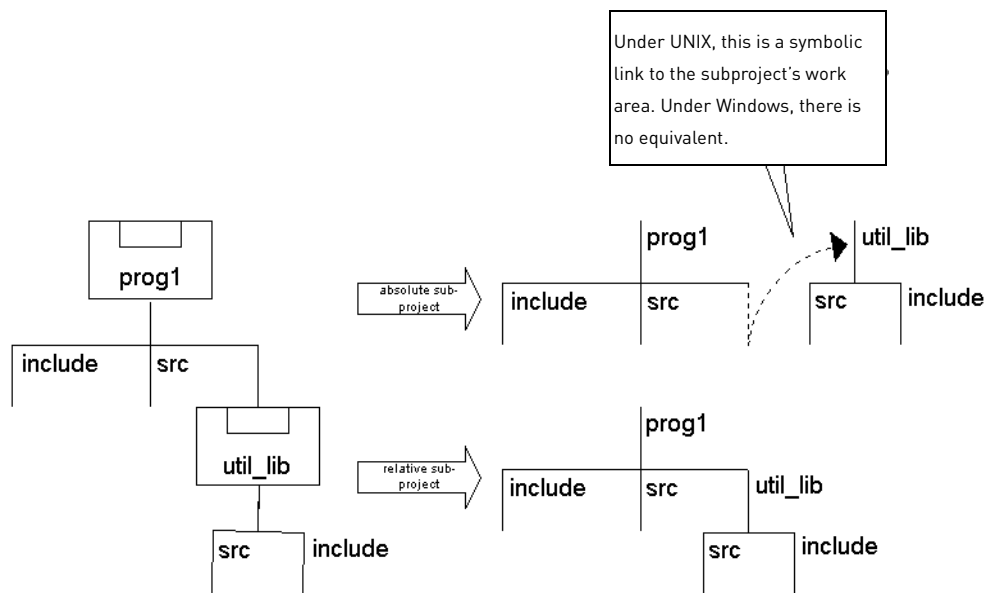 Under UNIX, this is a symbolic
link to the subproject's work
area. Under Windows, there is
no equivalent.
prog1
include
src
util_lib
src
include
absolute sub-
project
prog1
include
src
util_lib
src
include
relative sub-
project
prog1
include
src
util_lib
src
include